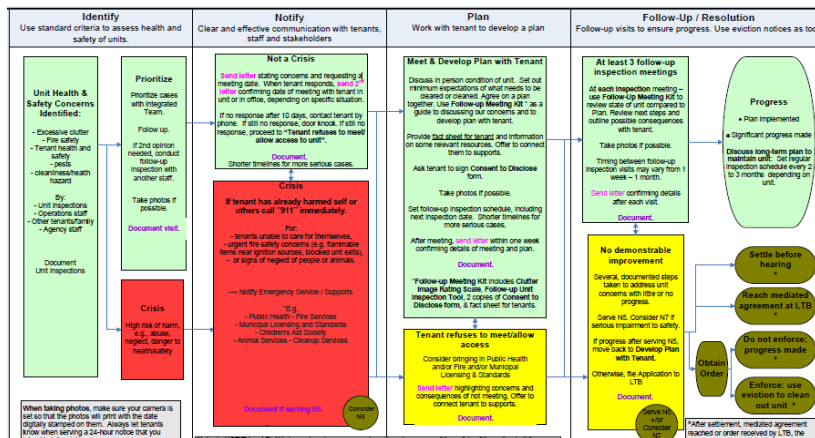 Identify
Use standard criteria to assess health and
safety of units.
Notify
Clear and effective communication with tenants,
staff and stakeholders
Plan
Work with tenant to develop a plan
Follow-Up / Resolution
Follow-up visits to ensure progress. Use eviction notices as too
Unit Health &
Safety Concerns
Identified:
- Excessive clutter
- Fire safety
- Tenant health and
safety
- pests
- cleanliness/health
hazard
By:
- Unit inspections
- Operations staff
- Other tenants/family
- Agency staff
Document
Unit Inspections
Prioritize
Prioritize cases with
Integrated
Team.
Follow up.
If 2nd opinion
needed, conduct
follow-up
inspection with
another staff.
Take photos if
possible.
Document visit.
Crisis
High risk of harm,
e.g., abuse,
neglect, danger to
health/safety
When taking photos, make sure your camera is
set so that the photos will print with the date
digitally stamped on them. Always let tenants
know when serving a 24-hour notice that you
Not a Crisis
Send letter stating concerns and requesting a
meeting date. When tenant responds, send 2nd
letter confirming date of meeting with tenant in
unit or in office, depending on specific situation.
If no response after 10 days, contact tenant by
phone. If still no response, door knock. If still no
response, proceed to "Tenant refuses to meet/
allow access to unit".
Document.
Shorter timelines for more serious cases.
Crisis
If tenant has already harmed self or
others call "911" immediately.
For:
- tenants unable to care for themselves,
- urgent fire safety concerns (e.g. flammable
items near ignition sources, blocked unit exits),
- or signs of neglect of people or animals.
--> Notify Emergency Service / Supports
*E.g.
- Public Health - Fire Services
- Municipal Licensing and Standards
- Children's Aid Society
- Animal Services - Cleanup Services
Document if serving N5.
Consider
N5
Meet & Develop Plan with Tenant
Discuss in person condition of unit. Set out
minimum expectations of what needs to be
cleared or cleaned. Agree on a plan
together. Use Follow-up Meeting Kit * as a
guide to discussing our concerns and to
develop plan with tenant.
Provide fact sheet for tenant and information
on some relevant resources. Offer to connect
them to supports.
Ask tenant to sign Consent to Disclose
form.
Take photos if possible.
Set follow-up inspection schedule, including
next inspection date. Shorter timelines for
more serious cases.
After meeting, send letter within one week
confirming details of meeting and plan.
Document.
*Follow-up Meeting Kit includes Clutter
Image Rating Scale, Follow-up Unit
Inspection Tool, 2 copies of Consent to
Disclose form, & fact sheet for tenants.
Tenant refuses to meet/allow
access
Consider bringing in Public Health
and/or Fire and/or Municipal
Licensing & Standards
Send letter highlighting concerns and
consequences of not meeting. Offer to
connect tenant to supports.
Document.
At least 3 follow-up
inspection meetings
At each inspection meeting –
use Follow-Up Meeting Kit to
review state of unit compared to
Plan. Review next steps and
outline possible consequences
with tenant.
Take photos if possible.
Timing between follow-up
inspection visits may vary from 1
week – 1 month.
Send letter confirming details
after each visit.
Document.
No demonstrable
improvement
Several, documented steps
taken to address unit
concerns with little or no
progress.
Serve N5. Consider N7 if
serious impairment to safety.
If progress after serving N5,
move back to Develop Plan
with Tenant.
Otherwise, file Application to
LTB
Document.
Serve N5
+/or
Consider
N7
Progress
• Plan implemented
Significant progress made
Discuss long-term plan to
maintain unit: Set regular
inspection schedule every 2
to 3 months depending on
unit.
Settle before
hearing
*
Reach mediated
agreement at LTB
*
Obtain
Order
Do not enforce;
progress made
*
Enforce: use
eviction to clean
out unit *
*After settlement, mediated agreement
reached or order received by LTB, the